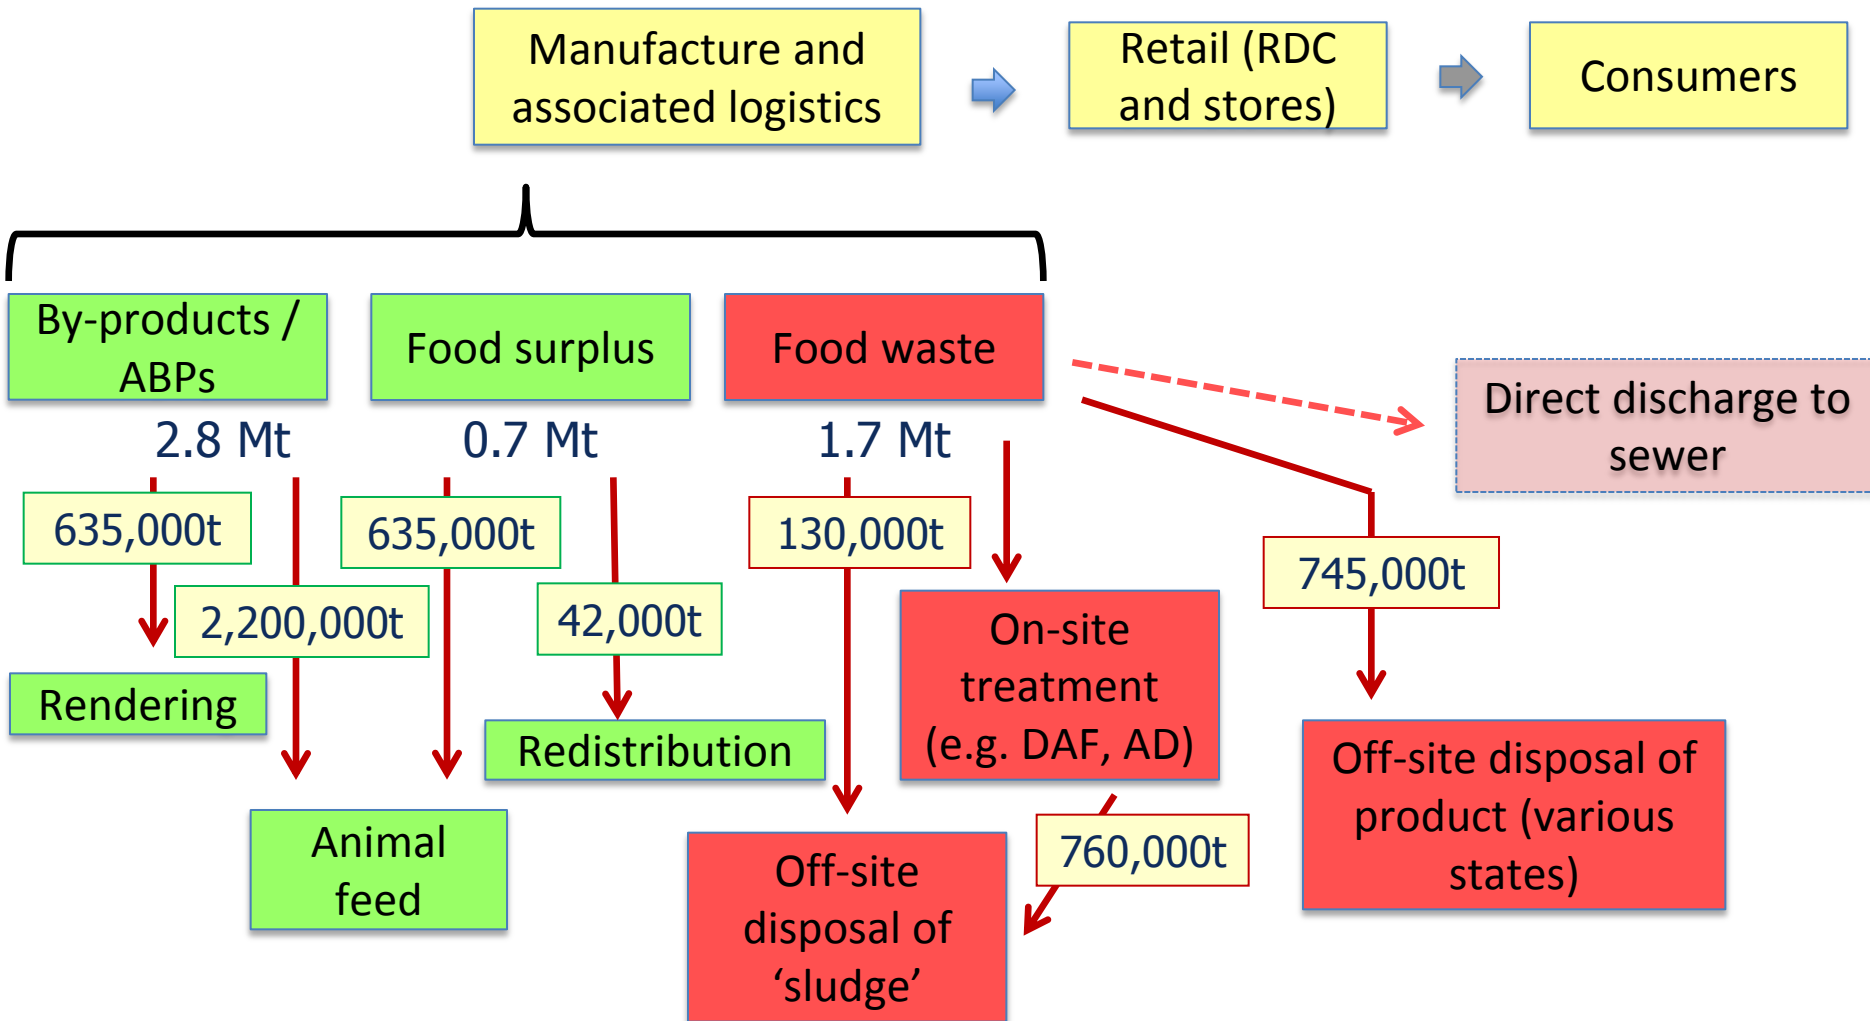 Manufacture and
associated logistics
Retail (RDC
and stores)
Consumers
By-products /
ABPs
Food surplus
Food waste
Direct discharge to
sewer
2.8 Mt
0.7 Mt
1.7 Mt
635,000t
635,000t
130,000t
745,000t
2,200,000t
42,000t
On-site
treatment
(e.g. DAF, AD)
Rendering
Redistribution
Off-site disposal of
product (various
states)
Animal
feed
760,000t
Off-site
disposal of
‘sludge’